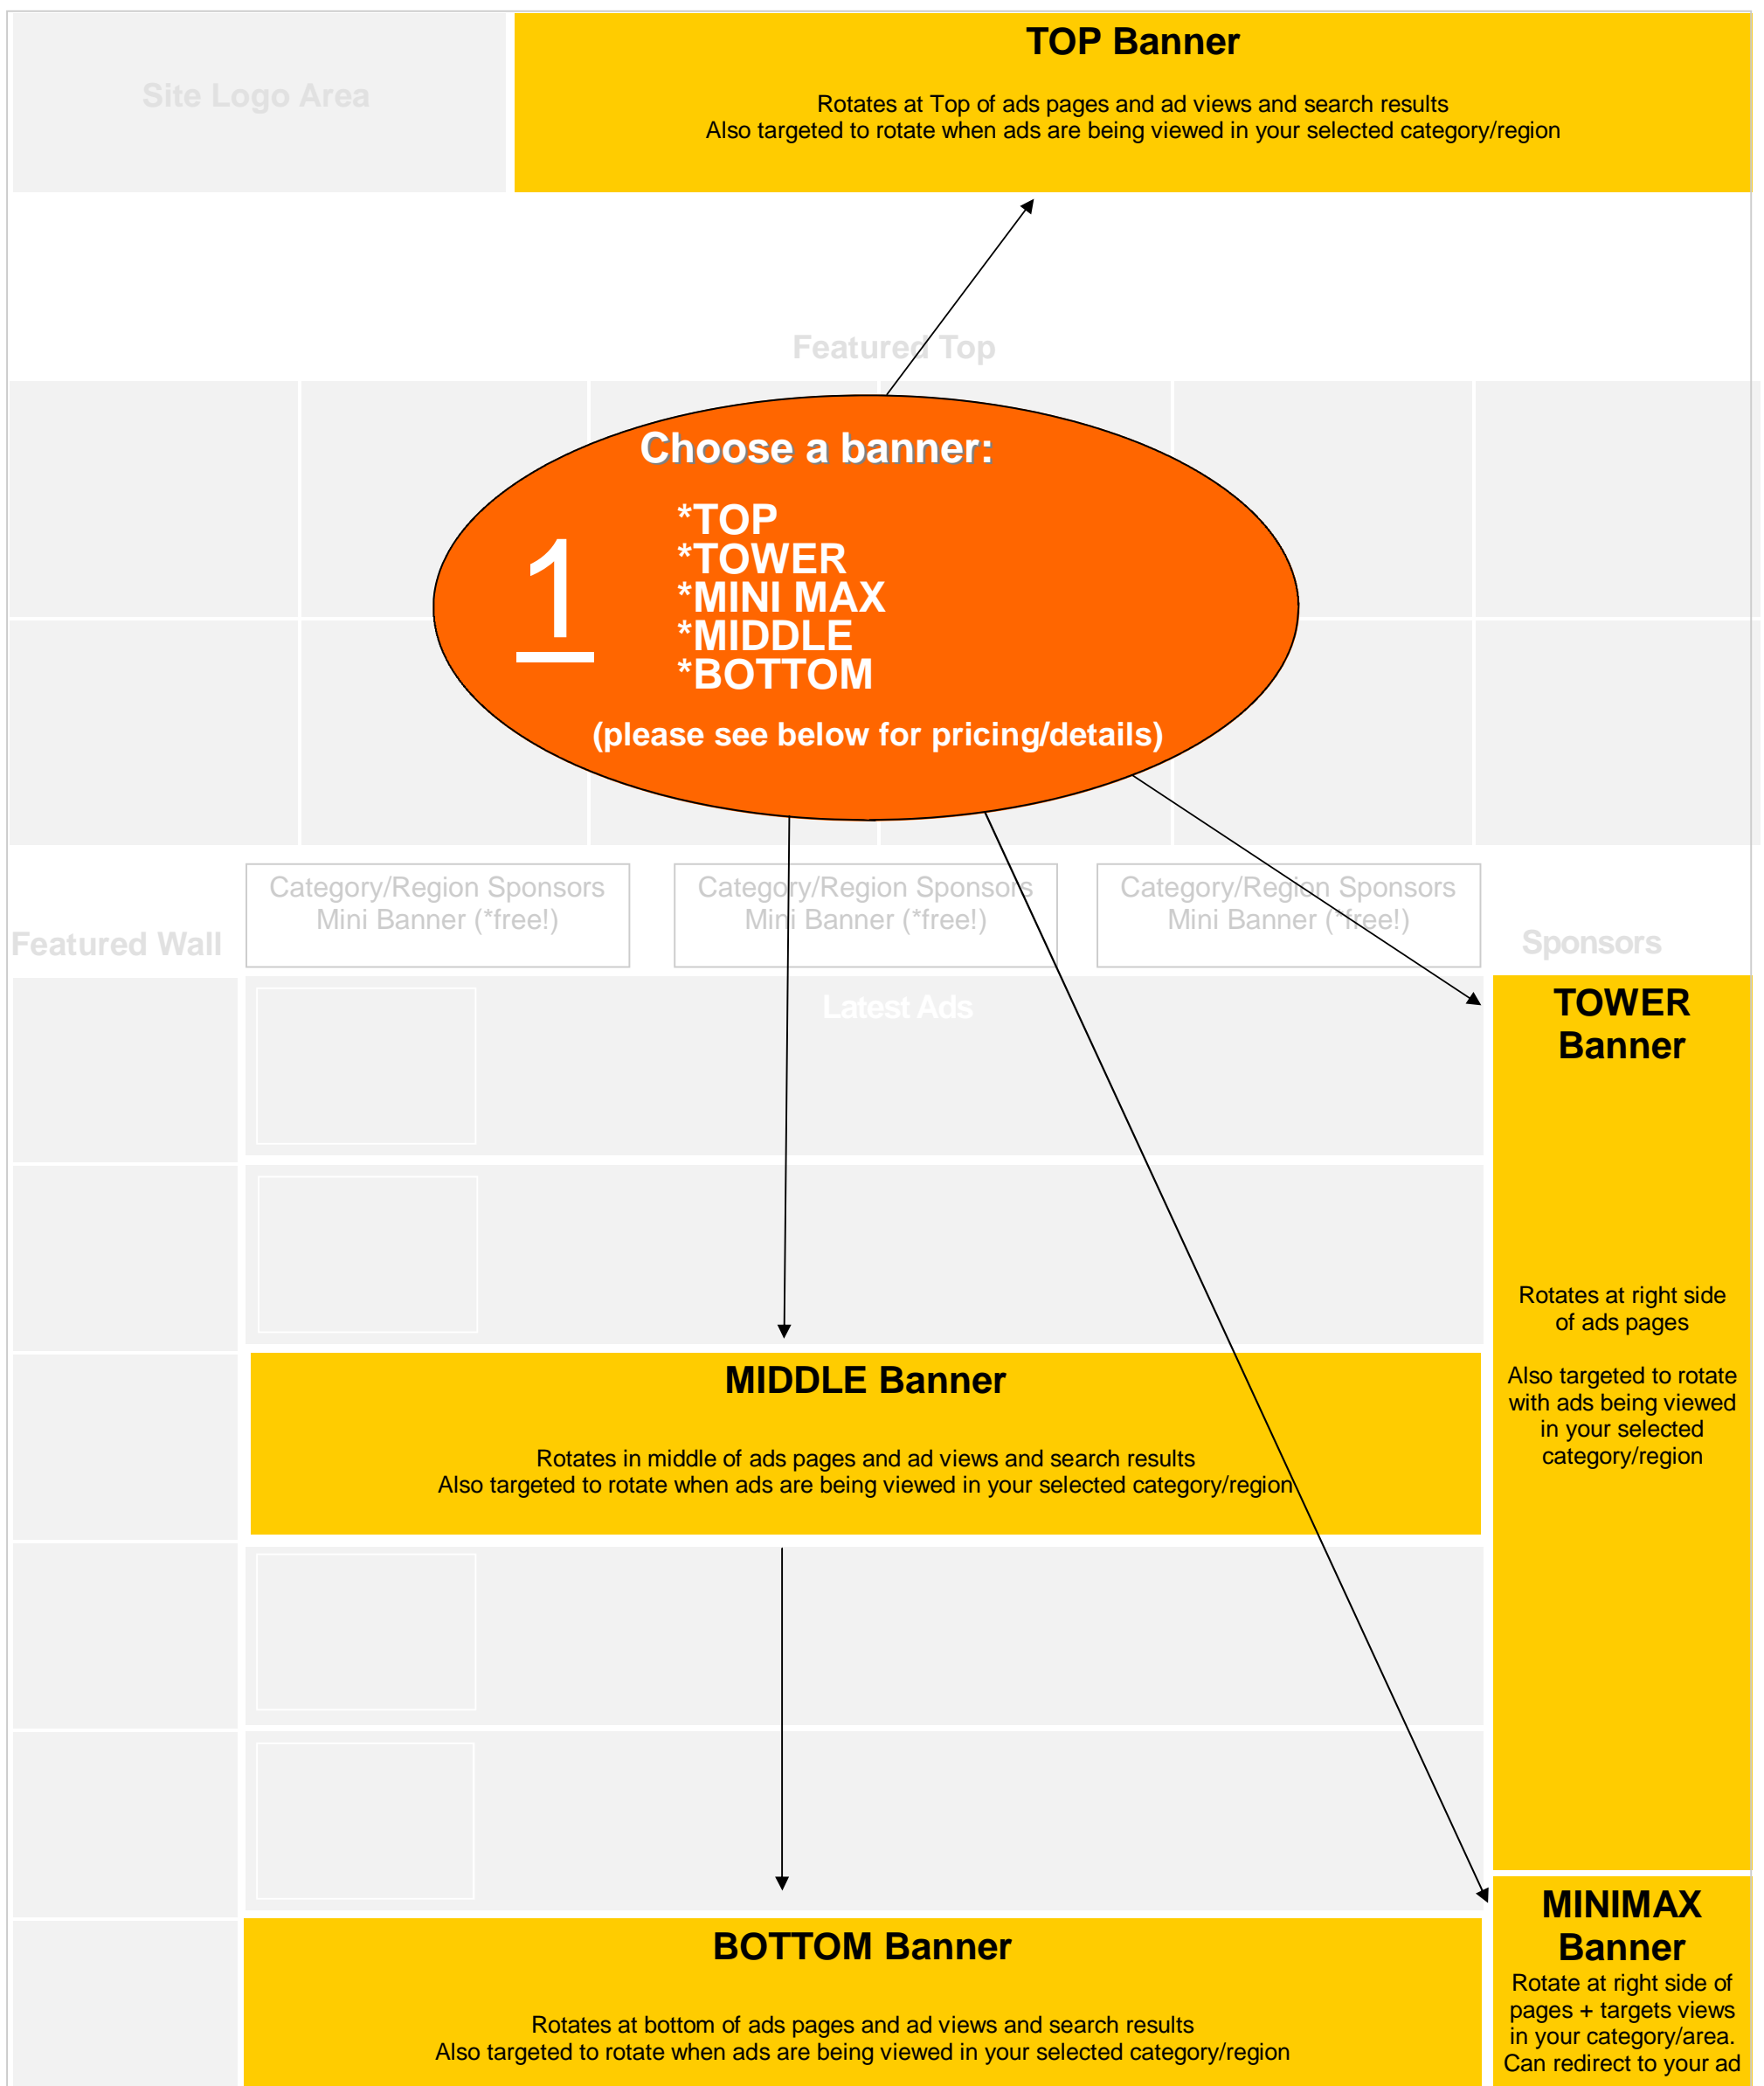 TOP Banner
Site Logo Area
Rotates at Top of ads pages and ad views and search results
Also targeted to rotate when ads are being viewed in your selected category/region
Featured Top
Choose a banner:
1
*TOP
*TOWER
*MINI MAX
*MIDDLE
*BOTTOM
(please see below for pricing/details)
Category/Region Sponsors
Mini Banner (*free!)
Category/Region Sponsors
Mini Banner (*free!)
Category/Region Sponsors
Mini Banner (*free!)
Featured Wall
Sponsors
Latest Ads
TOWER
Banner
Rotates at right side
of ads pages
Also targeted to rotate
with ads being viewed
in your selected
category/region
MIDDLE Banner
Rotates in middle of ads pages and ad views and search results
Also targeted to rotate when ads are being viewed in your selected category/region
BOTTOM Banner
Rotates at bottom of ads pages and ad views and search results
Also targeted to rotate when ads are being viewed in your selected category/region
MINIMAX
Banner
Rotate at right side of
pages + targets views
in your category/area.
Can redirect to your ad